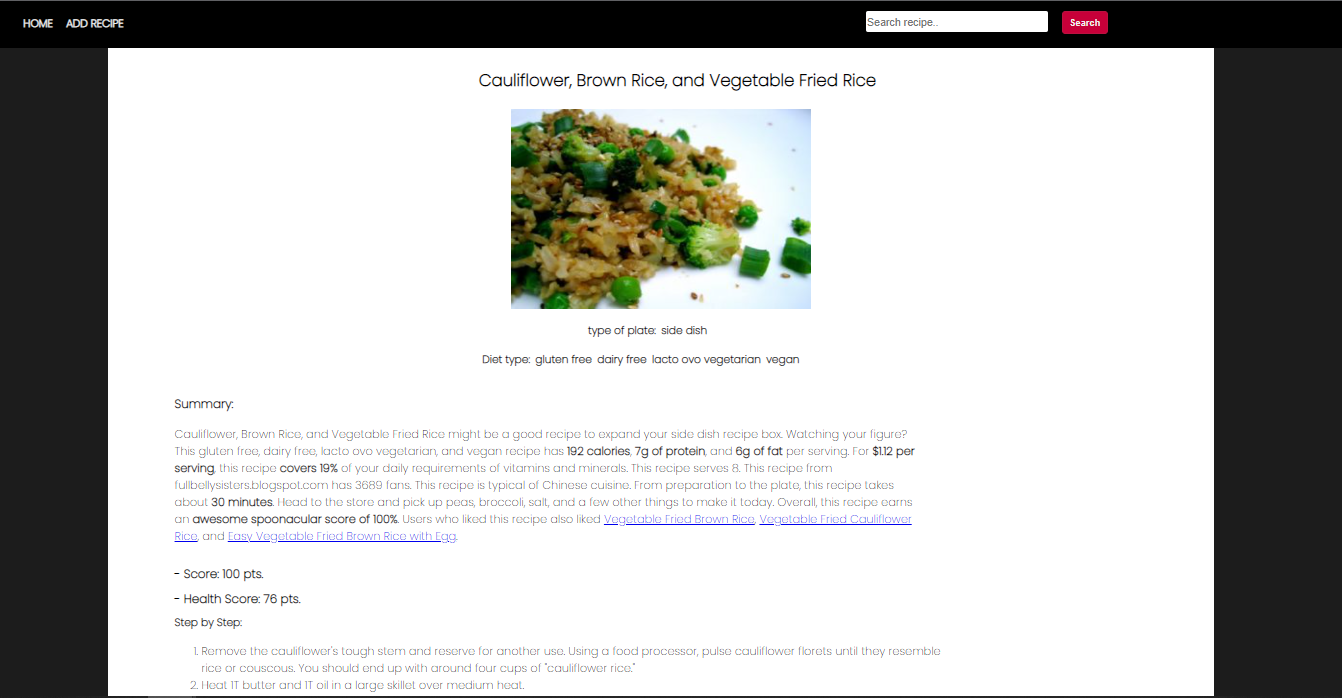 HOME ADD RECIPE Search recipe.. Search
Cauliflower, Brown Rice, and Vegetable Fried Rice
type of plate: side dish
Diet type: gluten free dairy free lacto ovo vegetarian vegan
Summary:
Cauliflower, Brown Rice, and Vegetable Fried Rice might be a good recipe to expand your side dish recipe box. Watching your figure?
This gluten free, dairy free, lacto ovo vegetarian, and vegan recipe has 192 calories, 7g of protein, and 6g of fat per serving. For $1.12 per
serving, this recipe covers 19% of your daily requirements of vitamins and minerals. This recipe serves 8. This recipe from
fullbellysisters.blogspot.com has 3689 fans. This recipe is typical of Chinese cuisine. From preparation to the plate, this recipe takes
about 30 minutes. Head to the store and pick up peas, broccoli, salt, and a few other things to make it today. Overall, this recipe earns
an awesome spoonacular score of 100%. Users who liked this recipe also liked Vegetable Fried Brown Rice, Vegetable Fried Cauliflower
Rice, and Easy Vegetable Fried Brown Rice with Egg.
- Score: 100 pts.
- Health Score: 76 pts.
Step by Step:
1. Remove the cauliflower's tough stem and reserve for another use. Using a food processor, pulse cauliflower florets until they resemble
rice or couscous. You should end up with around four cups of "cauliflower rice."
2. Heat 1T butter and 1T oil in a large skillet over medium heat.